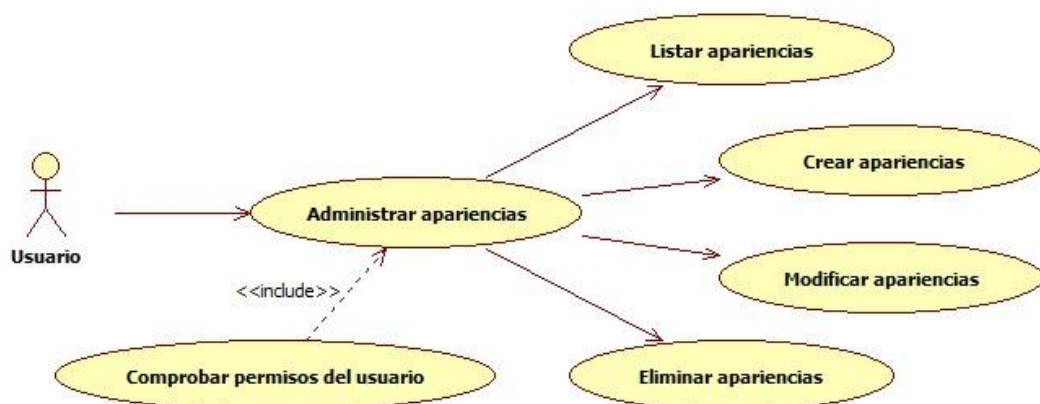 Listar apariencias
Crear apariencias
Administrar apariencias
Usuario
Modificar apariencias
<<include>>
Comprobar permisos del usuario
Eliminar apariencias